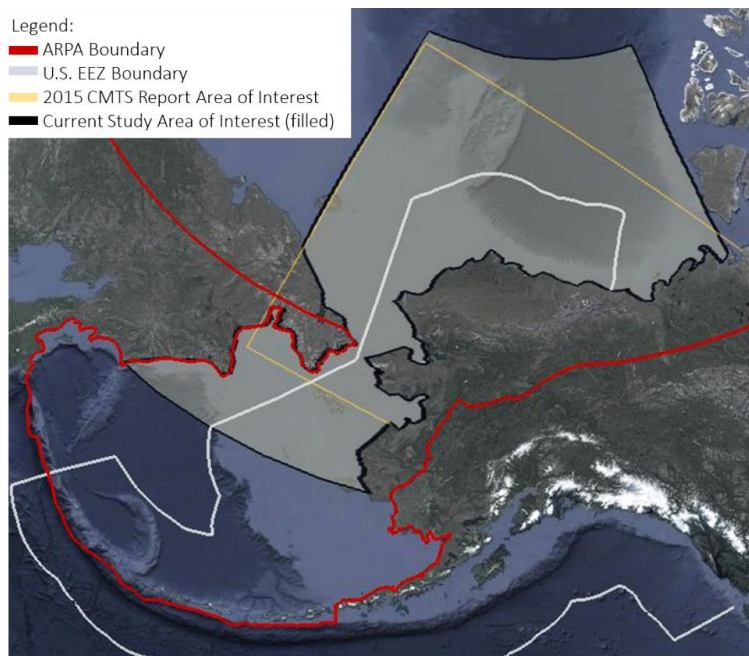 Legend:
ARPA Boundary
U.S. EEZ Boundary
2015 CMTS Report Area of Interest
Current Study Area of Interest (filled)